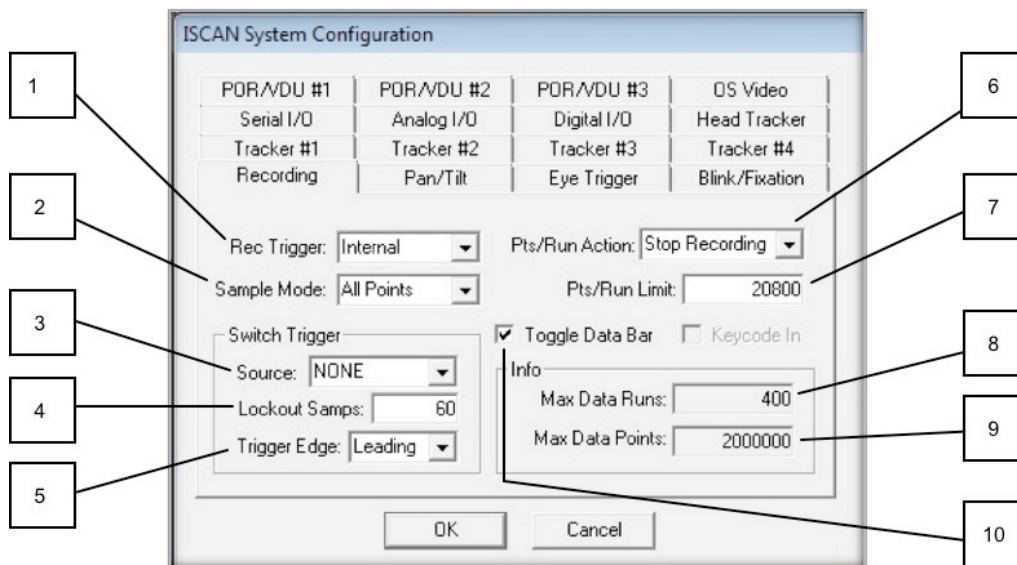 ISCAN System Configuration
POR/VDU #1 POR/VDU #2 POR/VDU #3 OS Video
Serial I/O Analog I/O Digital I/O Head Tracker
Tracker #1 Tracker #2 Tracker #3 Tracker #4
Recording Pan/Tilt Eye Trigger Blink/Fixation
1
2
3
4
5
Rec Trigger: Internal
Sample Mode: All Points
Switch Trigger
Source: NONE
Lockout Samps: 60
Trigger Edge: Leading
Pts/Run Action: Stop Recording
Pts/Run Limit: 20800
Toggle Data Bar Keycode In
Info
Max Data Runs: 400
Max Data Points: 2000000
6
7
8
9
10
OK Cancel